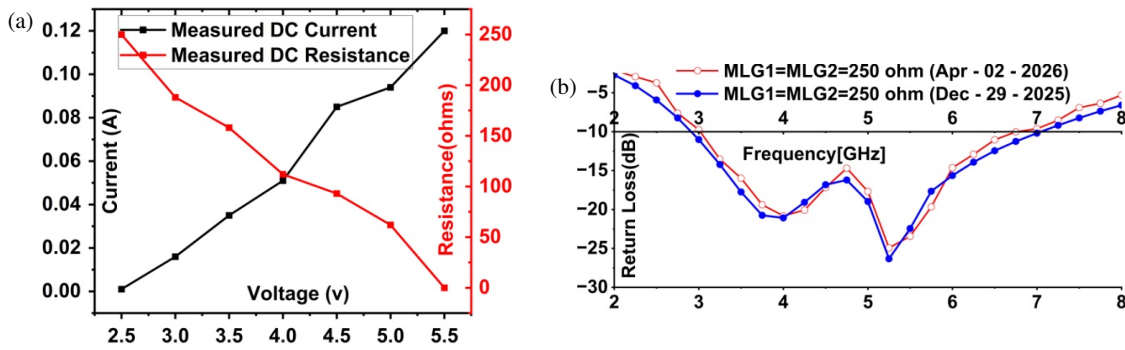 (a)
Measured DC Current
Measured DC Resistance
Current (A)
0.12
0.10
0.08
0.06
0.04
0.02
0.00
Resistance(ohms)
250
200
150
100
50
0
Voltage (v)
2.5 3.0 3.5 4.0 4.5 5.0 5.5
(b)
MLG1=MLG2=250 ohm (Apr - 02 - 2026)
MLG1=MLG2=250 ohm (Dec - 29 - 2025)
Return Loss(dB)
−5
−10
−15
−20
−25
−30
2 3 4 5 6 7 8
Frequency[GHz]
2 3 4 5 6 7 8